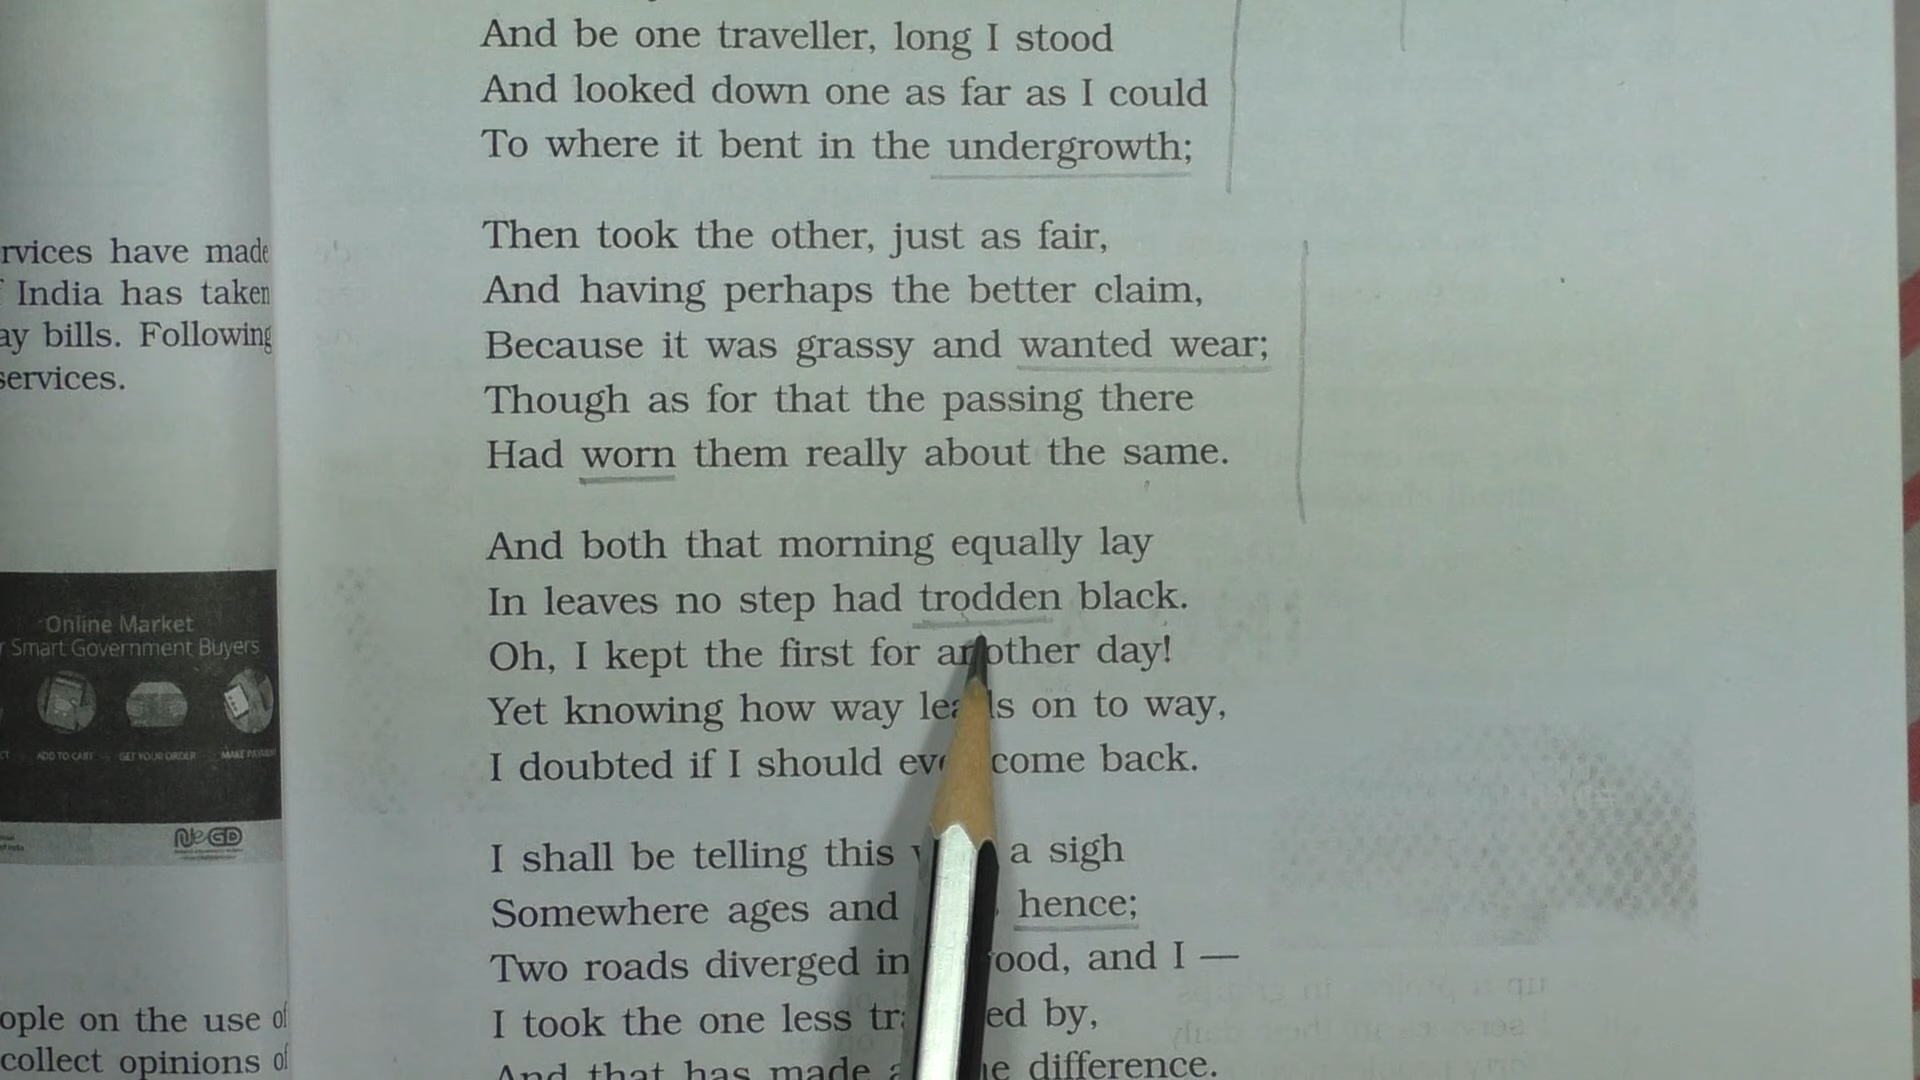 And be one traveller, long I stood
And looked down one as far as I could
To where it bent in the undergrowth;
Then took the other, just as fair,
And having perhaps the better claim,
Because it was grassy and wanted wear;
Though as for that the passing there
Had worn them really about the same.
And both that morning equally lay
In leaves no step had trodden black.
Oh, I kept the first for another day!
Yet knowing how way leads on to way,
I doubted if I should come back.
I shall be telling this a sigh
Somewhere ages and hence;
Two roads diverged in and I —
I took the one less by,
And that has made difference.
rvices have made
India has taken
ay bills. Following
services.
Online Market
Smart Government Buyers
ADD TO CART GET YOUR ORDER MAKE PAYMENT
NeGD
ople on the use of
collect opinions of